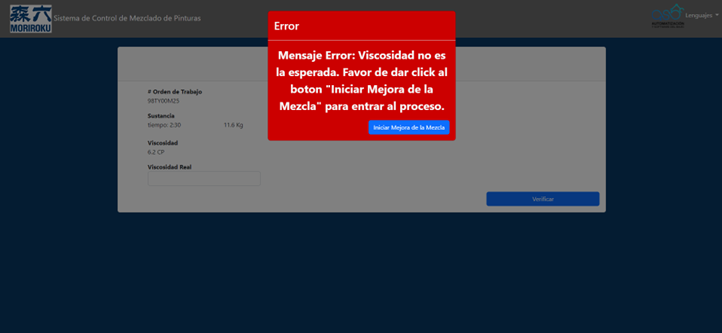 森六
MORIROKU
Sistema de Control de Mezclado de Pinturas
AUTOMATIZACIÓN
Lenguajes
Error
Mensaje Error: Viscosidad no es
la esperada. Favor de dar click al
boton "Iniciar Mejora de la
Mezcla" para entrar al proceso.
Iniciar Mejora de la Mezcla
# Orden de Trabajo
98TY00M25
Sustancia
tiempo: 2:30
11.6 Kg
Viscosidad
6.2 CP
Viscosidad Real
Verificar